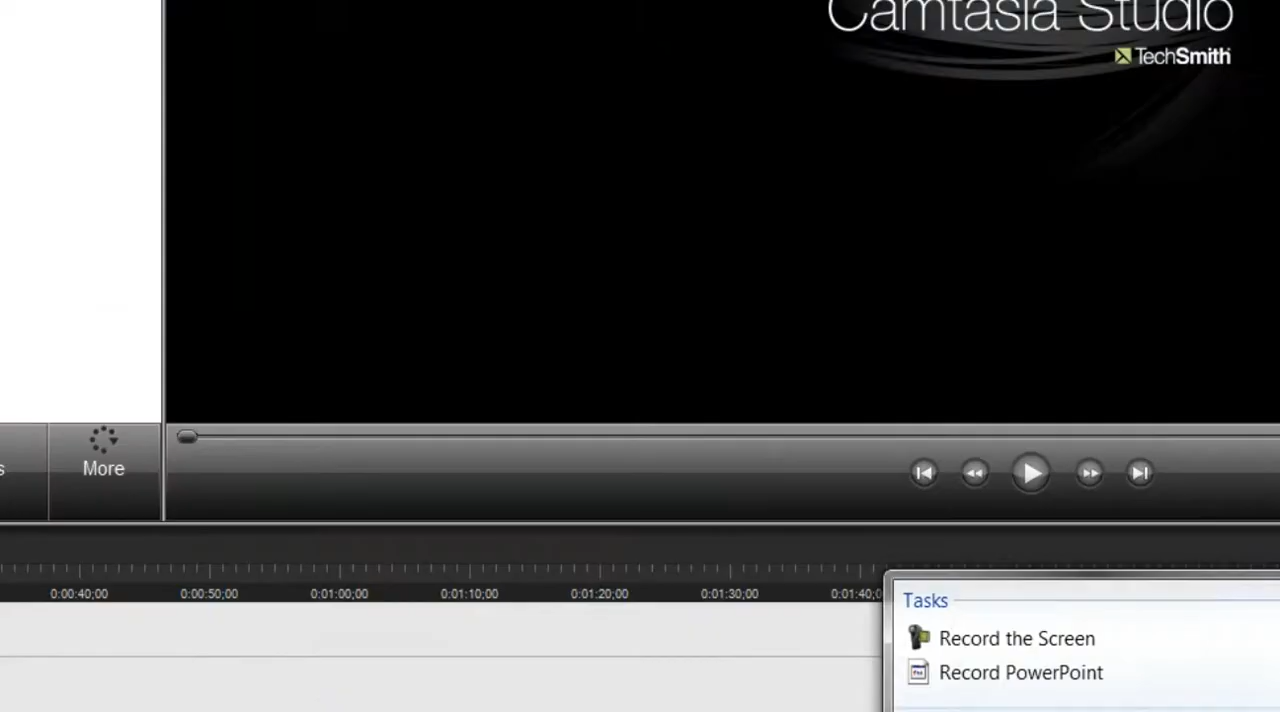 Camtasia Studio
TechSmith
s
More
0:00:40;00 0:00:50;00 0:01:00;00 0:01:10;00 0:01:20;00 0:01:30;00 0:01:40;0
Tasks
Record the Screen
Record PowerPoint